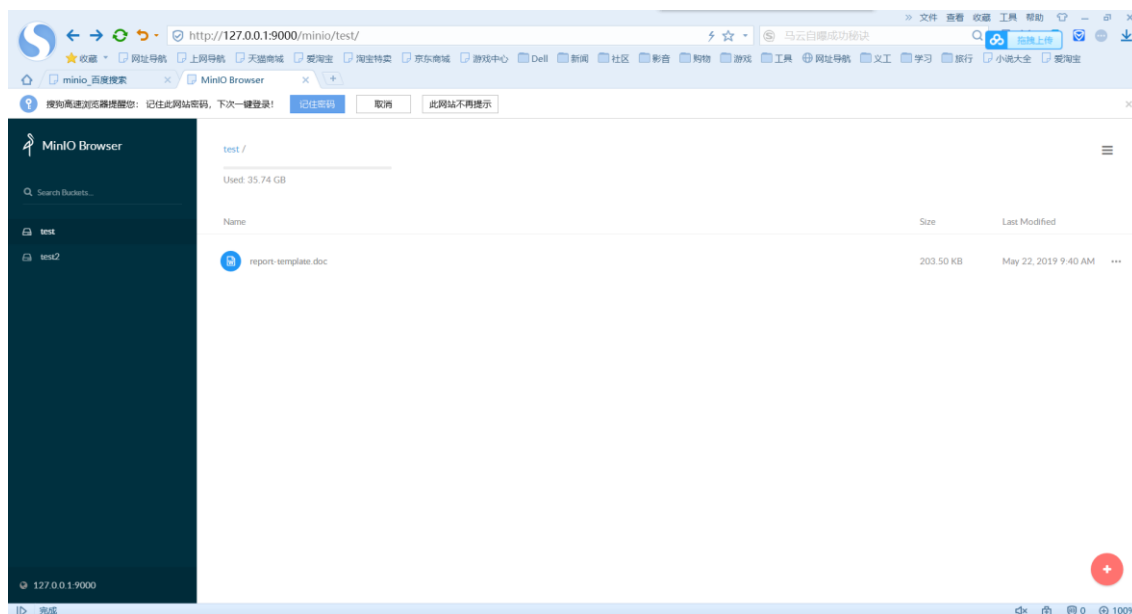 » 文件 查看 收藏 工具 帮助
http://127.0.0.1:9000/minio/test/ 马云自曝成功秘诀 拖拽上传
收藏 网址导航 上网导航 天猫商城 爱淘宝 淘宝特卖 京东商城 游戏中心 Dell 新闻 社区 影音 购物 游戏 工具 网址导航 义工 学习 旅行 小说大全 爱淘宝
minio_百度搜索 × MinIO Browser × +
搜狗高速浏览器提醒您: 记住此网站密码, 下次一键登录! 记住密码 取消 此网站不再提示 ×
MinIO Browser
test /
Used: 35.74 GB
Search Buckets...
Name Size Last Modified
test
test2
report-template.doc 203.50 KB May 22, 2019 9:40 AM ...
+
127.0.0.1:9000
完成 0 100%